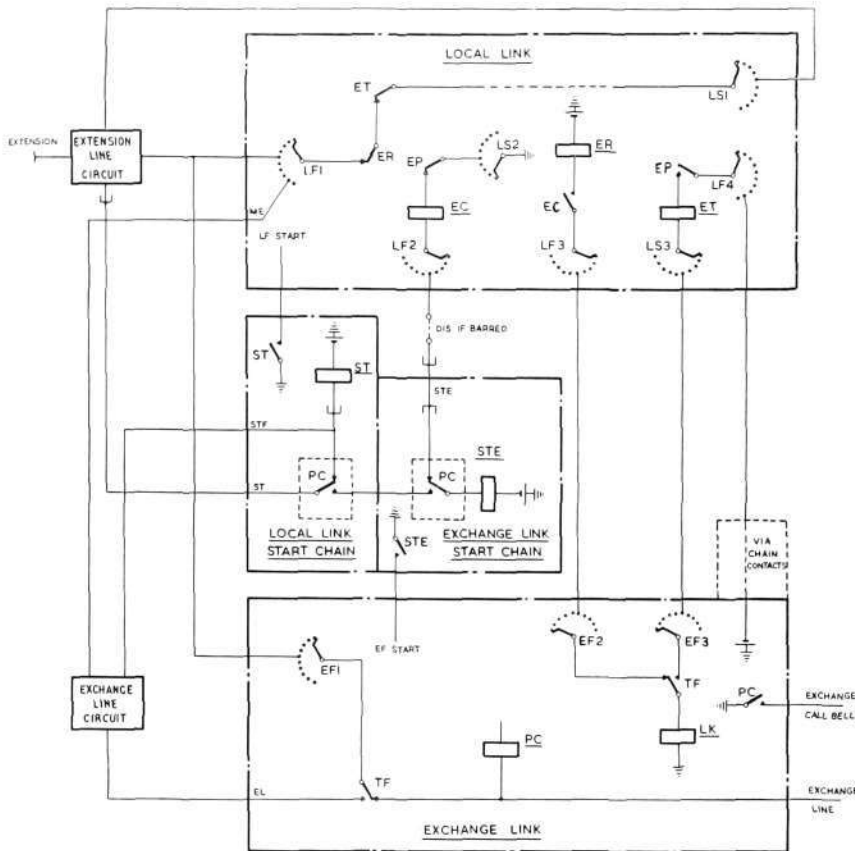 LOCAL LINK
ET
LS1
EXTENSION
EXTENSION
LINE
CIRCUIT
LF1
ER
EP
LS2
ER
EP
LF4
ME
EC
EC
ET
LF START
LF2
LF3
LS3
DIS IF BARRED
ST
ST
STE
STF
STE
PC
PC
ST
LOCAL LINK
START CHAIN
STE
EXCHANGE LINK
START CHAIN
VIA
CHAIN
CONTACTS
EF START
EF1
EF2
EF3
TF
EXCHANGE
LINE
CIRCUIT
PC
EXCHANGE
CALL BELL
PC
LK
TF
EL
EXCHANGE
LINE
EXCHANGE LINK